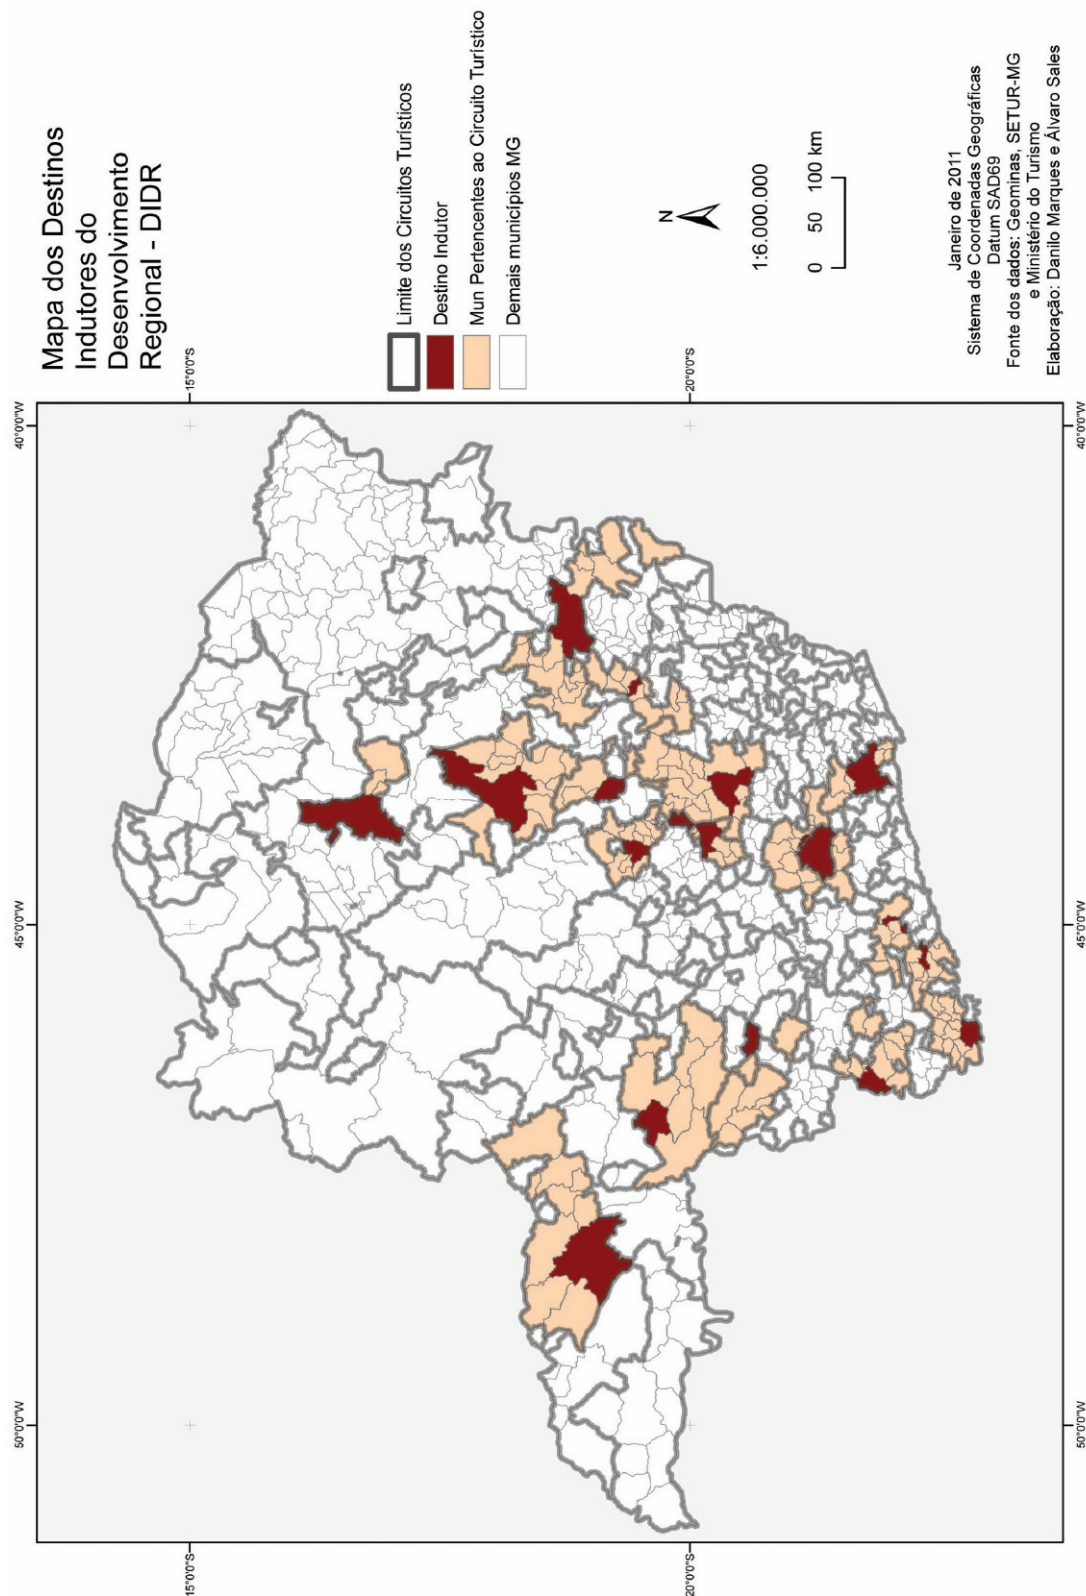 Mapa dos Destinos
Indutores do
Desenvolvimento
Regional - DIDR
Limite dos Circuitos Turísticos
Destino Indutor
Mun Pertencentes ao Circuito Turístico
Demais municípios MG
N
1:6.000.000
0 50 100 km
Janeiro de 2011
Sistema de Coordenadas Geográficas
Datum SAD69
Fonte dos dados: Geominas, SETUR-MG
e Ministério do Turismo
Elaboração: Danilo Marques e Álvaro Sales
50°0'0"W
45°0'0"W
40°0'0"W
15°0'0"S
15°0'0"S
20°0'0"S
20°0'0"S
50°0'0"W
45°0'0"W
40°0'0"W